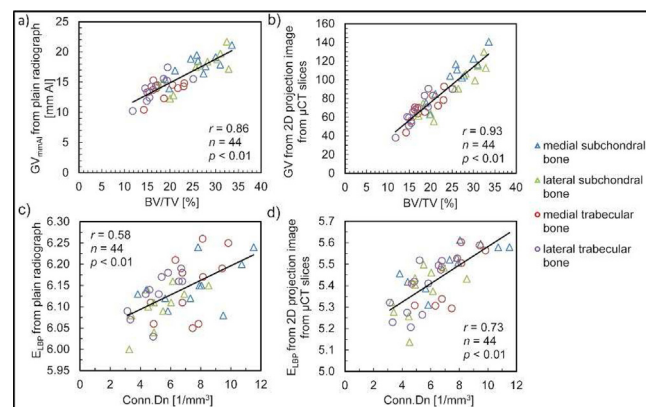 a)
GVmmAl from plain radiograph
[mm Al]
25
20
15
10
5
0
0 5 10 15 20 25 30 35 40
BV/TV [%]
r = 0.86
n = 44
p < 0.01
b)
GV from 2D projection image
from µCT slices
160
140
120
100
80
60
40
20
0
0 5 10 15 20 25 30 35 40
BV/TV [%]
r = 0.93
n = 44
p < 0.01
c)
ELBP from plain radiograph
6.30
6.25
6.20
6.15
6.10
6.05
6.00
5.95
0 2 4 6 8 10 12
Conn.Dn [1/mm³]
r = 0.58
n = 44
p < 0.01
d)
ELBP from 2D projection image
from µCT slices
5.7
5.6
5.5
5.4
5.3
5.2
5.1
5.0
0 2 4 6 8 10 12
Conn.Dn [1/mm³]
r = 0.73
n = 44
p < 0.01
medial subchondral
bone
lateral subchondral
bone
medial trabecular
bone
lateral trabecular
bone